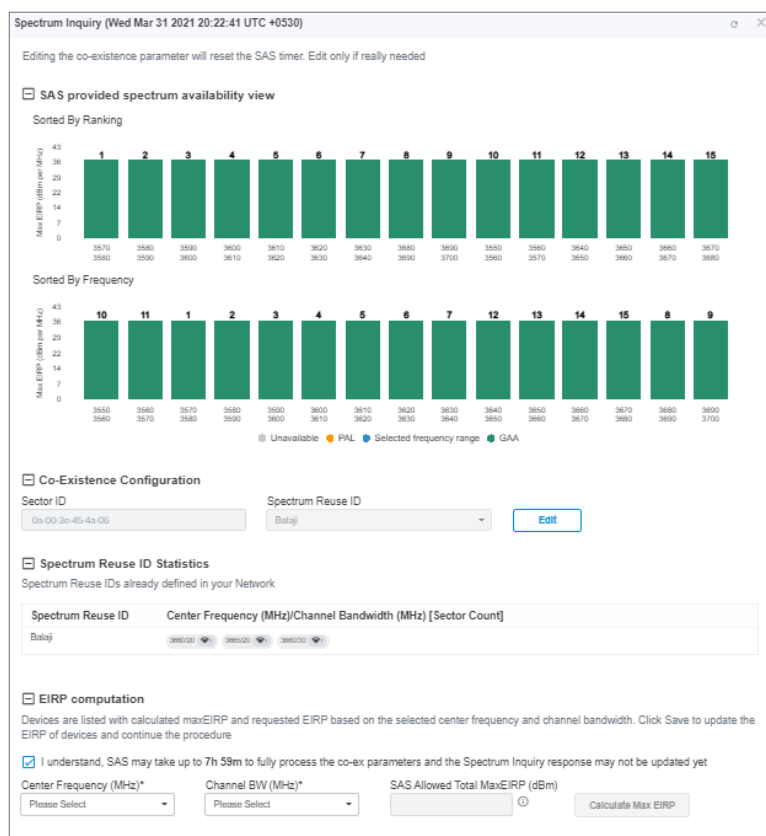 Spectrum Inquiry (Wed Mar 31 2021 20:22:41 UTC +0530)
Editing the co-existence parameter will reset the SAS timer. Edit only if really needed
SAS provided spectrum availability view
Sorted By Ranking
Max EIRP (dBm per MHz)
43
36
29
22
14
7
0
1 2 3 4 5 6 7 8 9 10 11 12 13 14 15
3570 3580 3590 3600 3610 3620 3630 3680 3690 3550 3560 3640 3650 3660 3670
3580 3590 3600 3610 3620 3630 3640 3690 3700 3560 3570 3650 3660 3670 3680
Sorted By Frequency
Max EIRP (dBm per MHz)
43
36
29
22
14
7
0
10 11 1 2 3 4 5 6 7 12 13 14 15 8 9
3550 3560 3570 3580 3590 3600 3610 3620 3630 3640 3650 3660 3670 3680 3690
3560 3570 3580 3590 3600 3610 3620 3630 3640 3650 3660 3670 3680 3690 3700
Unavailable PAL Selected frequency range GAA
Co-Existence Configuration
Sector ID Spectrum Reuse ID
0a-00-3e-45-4a-06 Balaji Edit
Spectrum Reuse ID Statistics
Spectrum Reuse IDs already defined in your Network
Spectrum Reuse ID Center Frequency (MHz)/Channel Bandwidth (MHz) [Sector Count]
Balaji 3665/20
EIRP computation
Devices are listed with calculated maxEIRP and requested EIRP based on the selected center frequency and channel bandwidth. Click Save to update the
EIRP of devices and continue the procedure
I understand, SAS may take up to 7h 59m to fully process the co-ex parameters and the Spectrum Inquiry response may not be updated yet
Center Frequency (MHz)* Channel BW (MHz)* SAS Allowed Total MaxEIRP (dBm)
Please Select Please Select Calculate Max EIRP